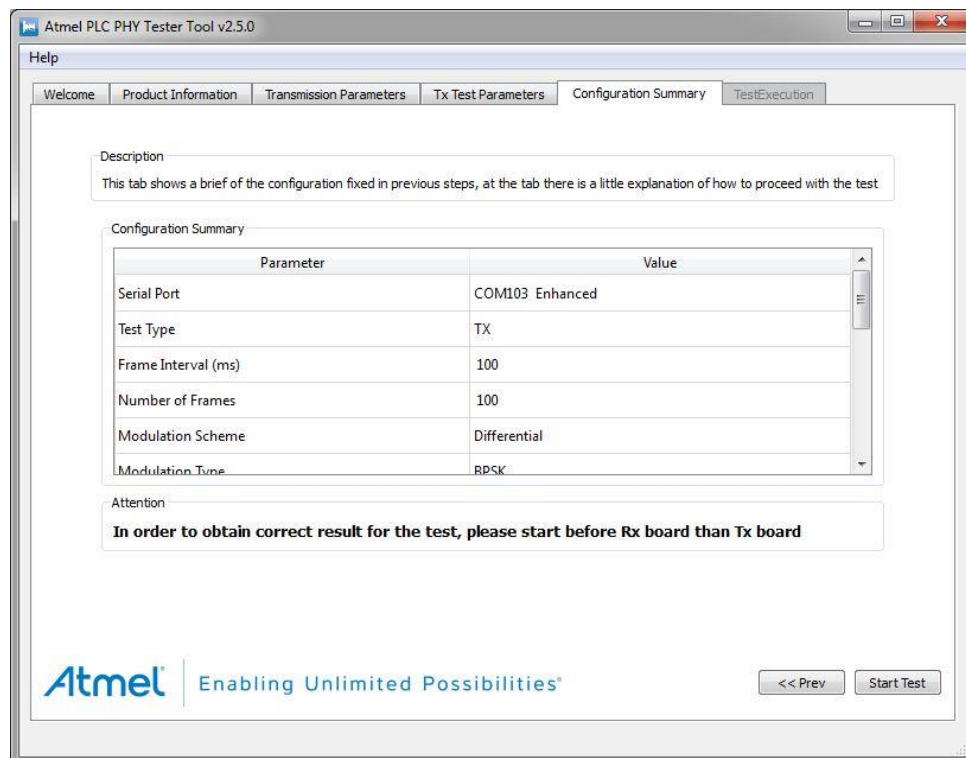 Atmel PLC PHY Tester Tool v2.5.0
Help
Welcome Product Information Transmission Parameters Tx Test Parameters Configuration Summary TestExecution
Description
This tab shows a brief of the configuration fixed in previous steps, at the tab there is a little explanation of how to proceed with the test
Configuration Summary
Parameter Value
Serial Port COM103 Enhanced
Test Type TX
Frame Interval (ms) 100
Number of Frames 100
Modulation Scheme Differential
Modulation Type BPSK
Attention
In order to obtain correct result for the test, please start before Rx board than Tx board
Atmel® Enabling Unlimited Possibilities®
<< Prev Start Test